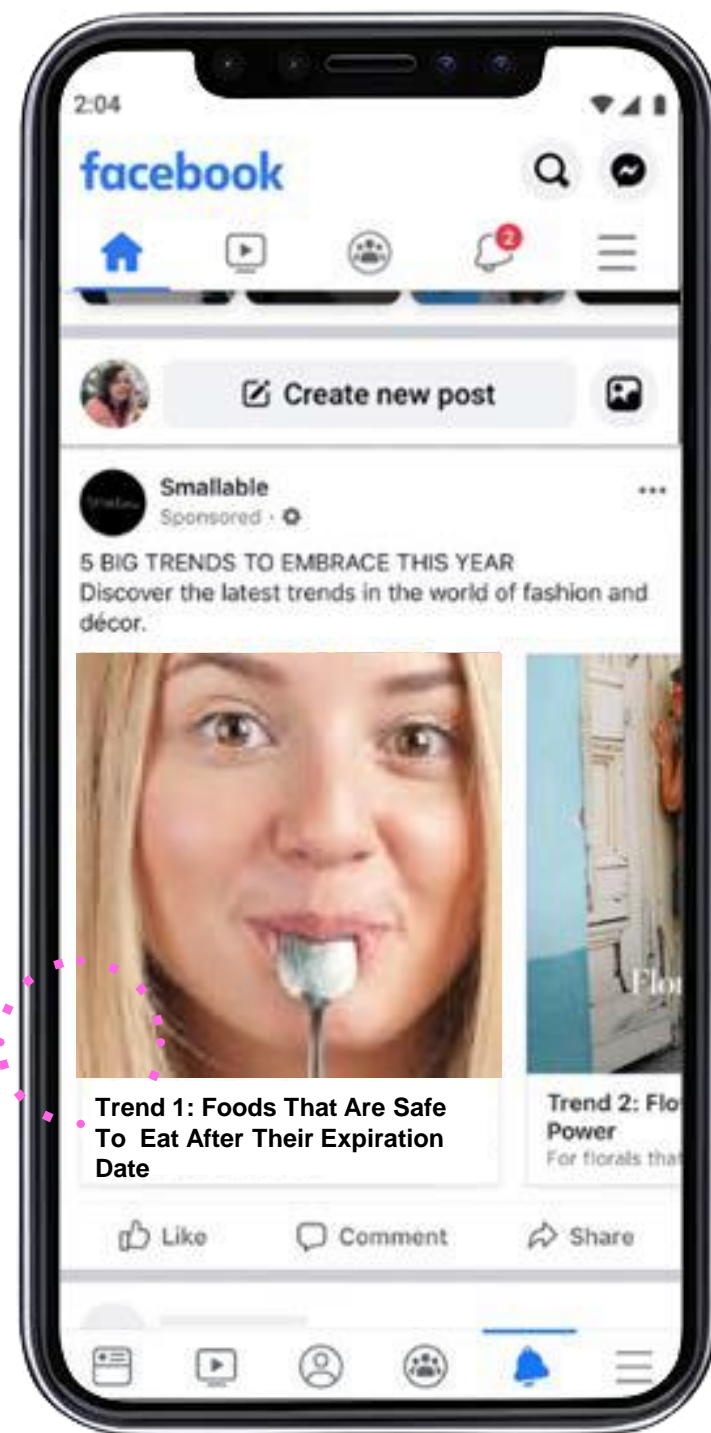 2:04
facebook
2
Create new post
Smallable
Sponsored ·
5 BIG TRENDS TO EMBRACE THIS YEAR
Discover the latest trends in the world of fashion and
décor.
Trend 1: Foods That Are Safe
To Eat After Their Expiration
Date
Flo
Trend 2: Flo
Power
For florals that
Like
Comment
Share